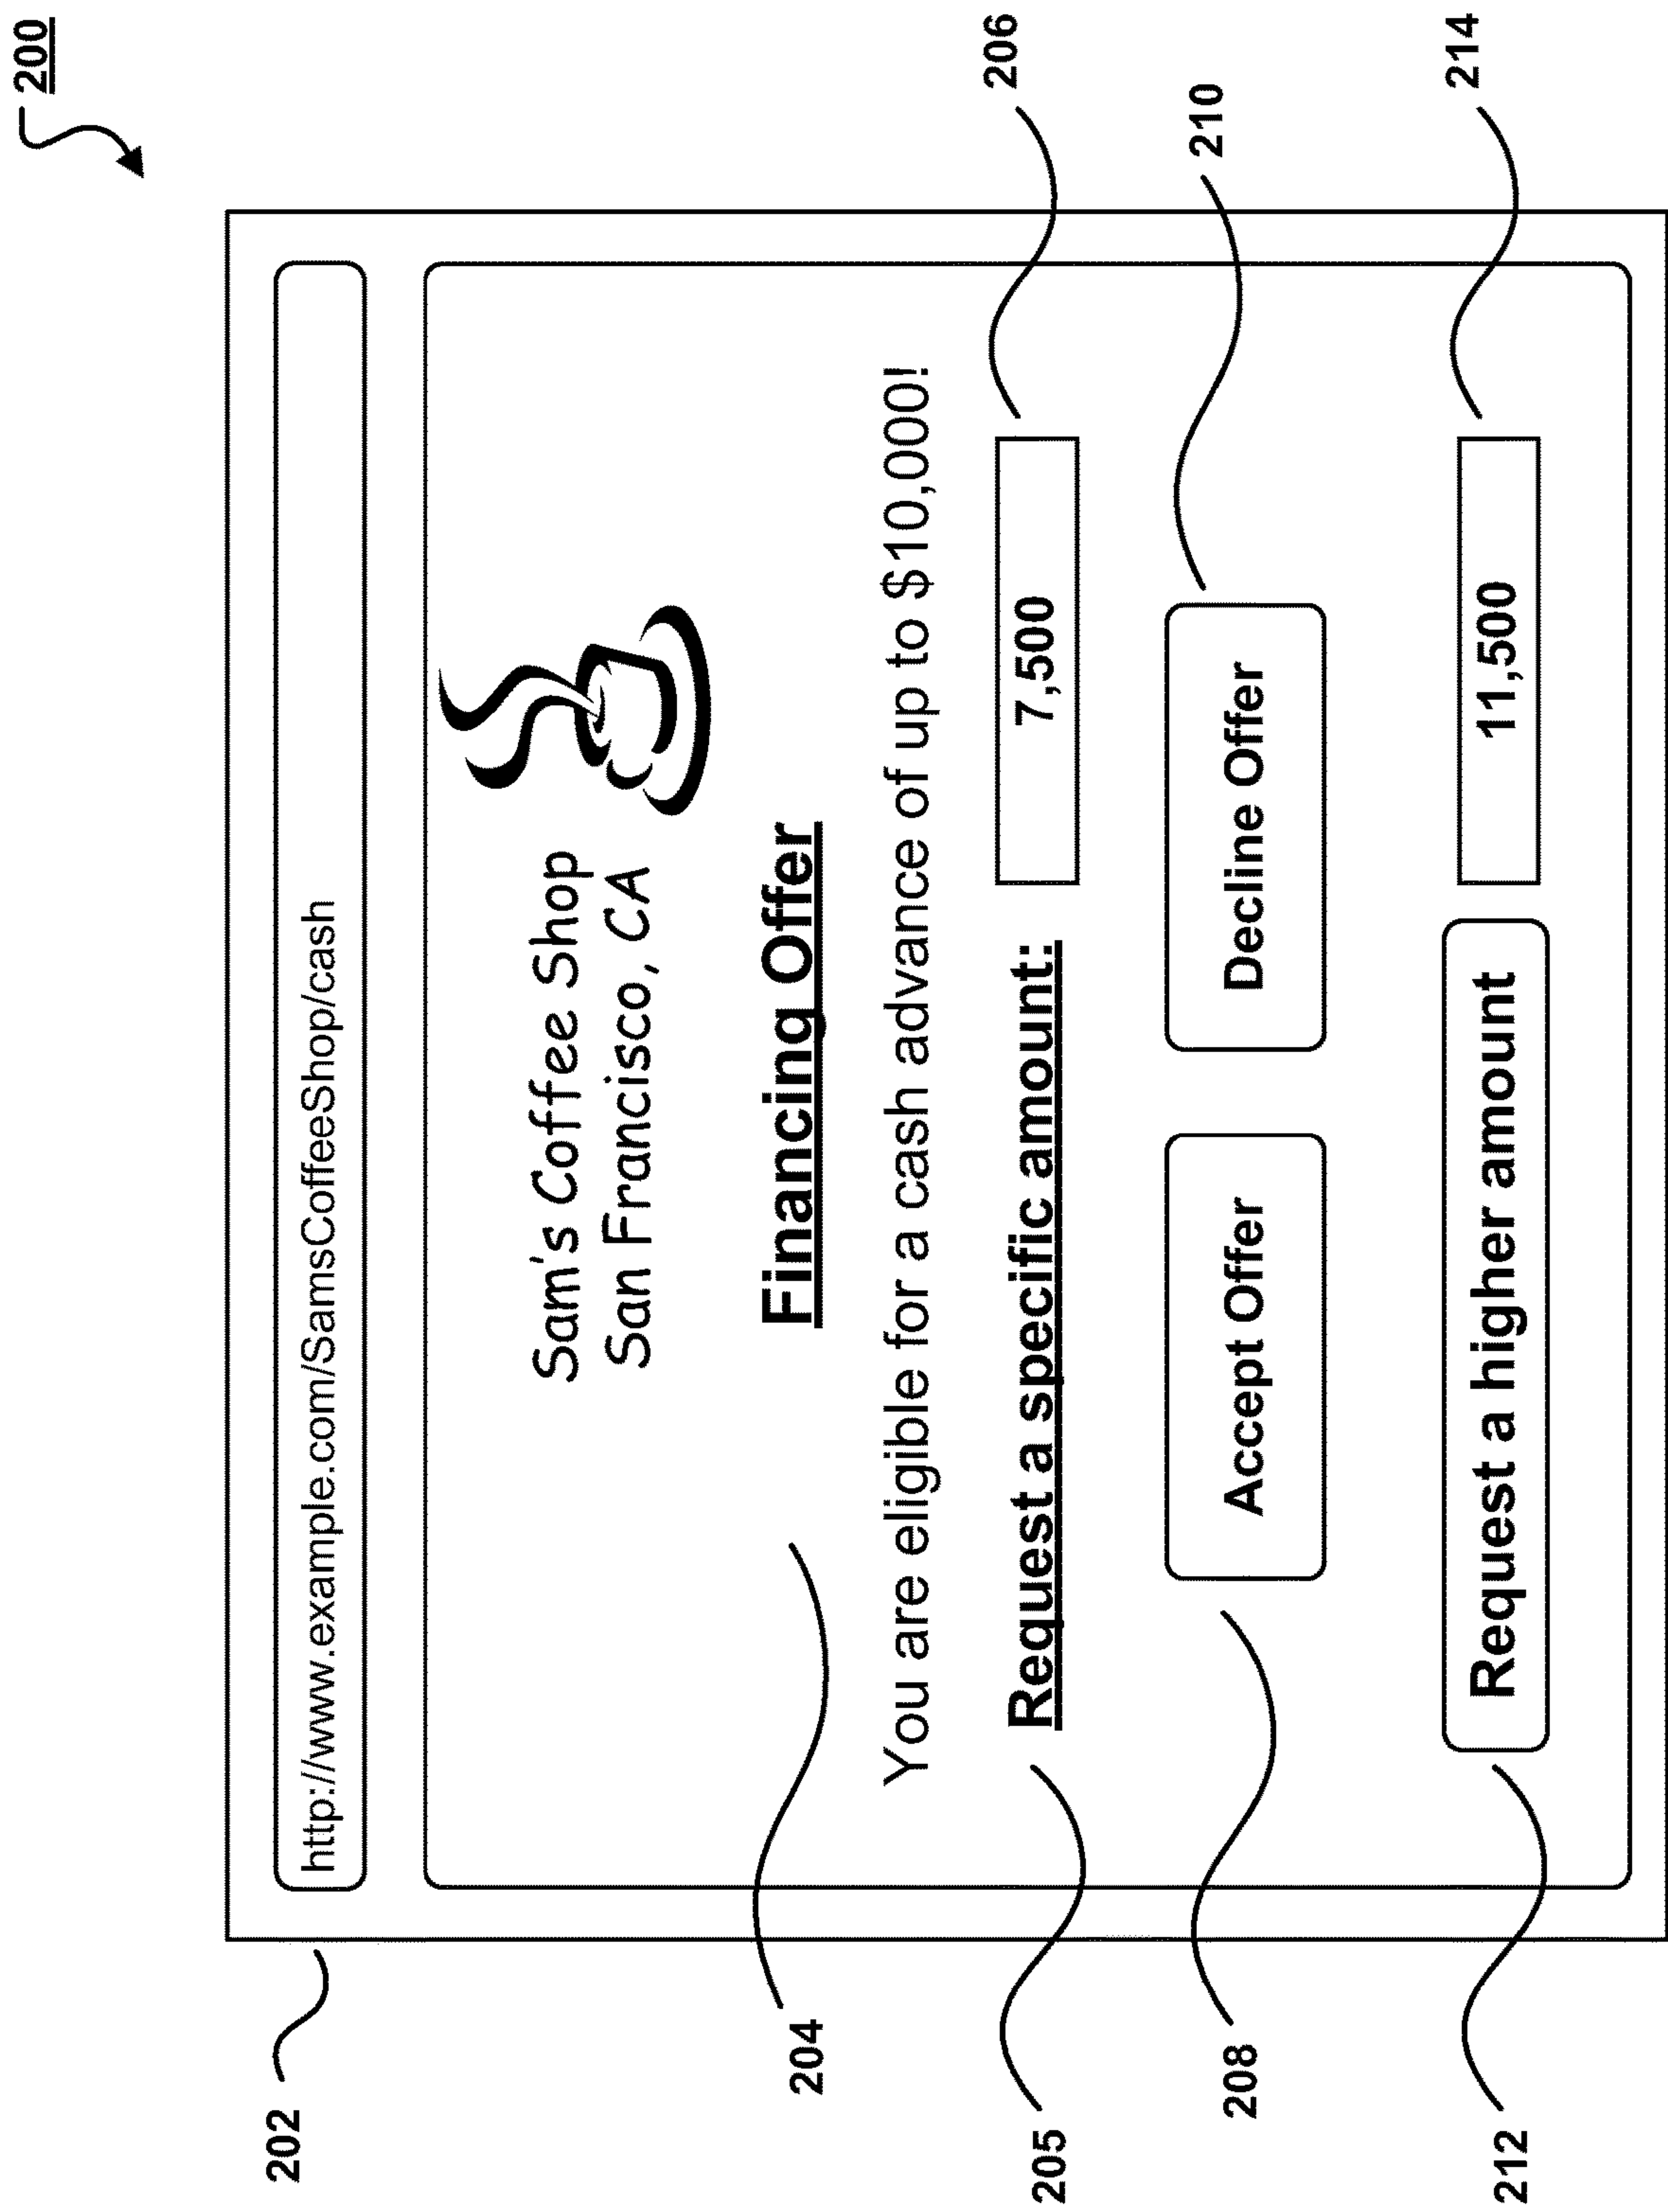 200
202
http://www.example.com/SamsCoffeeShop/cash
Sam's Coffee Shop
San Francisco, CA
204
Financing Offer
You are eligible for a cash advance of up to $10,000!
205
Request a specific amount:
7,500
206
208
Accept Offer
Decline Offer
210
212
Request a higher amount
11,500
214